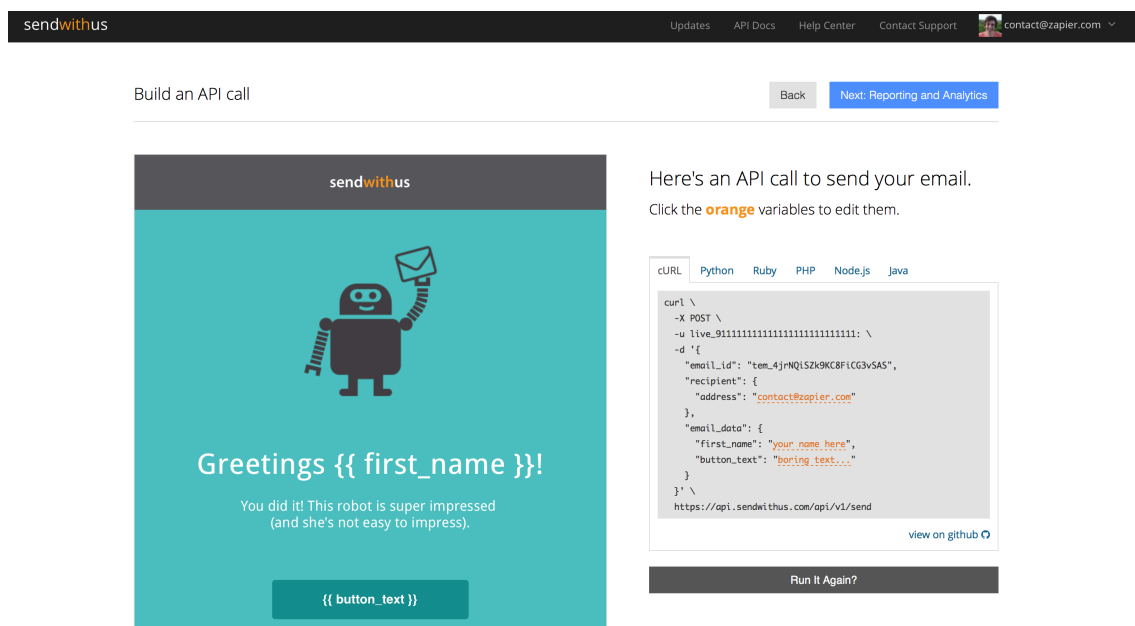 sendwithus
Updates API Docs Help Center Contact Support contact@zapier.com
Build an API call
Back Next: Reporting and Analytics
sendwithus
Greetings {{ first_name }}!
You did it! This robot is super impressed
(and she's not easy to impress).
{{ button_text }}
Here's an API call to send your email.
Click the orange variables to edit them.
cURL Python Ruby PHP Node.js Java
curl \
-X POST \
-u live_91111111111111111111111111: \
-d '{
"email_id": "tem_4jrNQiSZk9KC8FiCG3vSAS",
"recipient": {
"address": "contact@zapier.com"
},
"email_data": {
"first_name": "your name here",
"button_text": "boring text..."
}
}' \
https://api.sendwithus.com/api/v1/send
view on github
Run It Again?